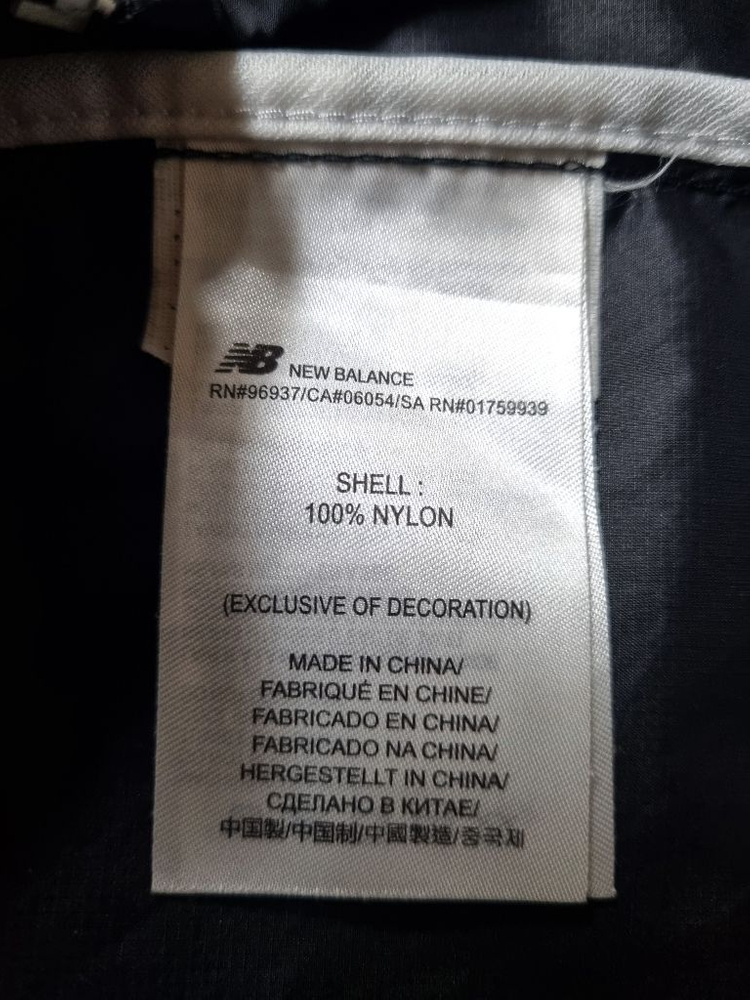 NB NEW BALANCE
RN#96937/CA#06054/SA RN#01759939
SHELL :
100% NYLON
(EXCLUSIVE OF DECORATION)
MADE IN CHINA/
FABRIQUÉ EN CHINE/
FABRICADO EN CHINA/
FABRICADO NA CHINA/
HERGESTELLT IN CHINA/
СДЕЛАНО В КИТАЕ/
中国製/中国制/中國製造/중국제